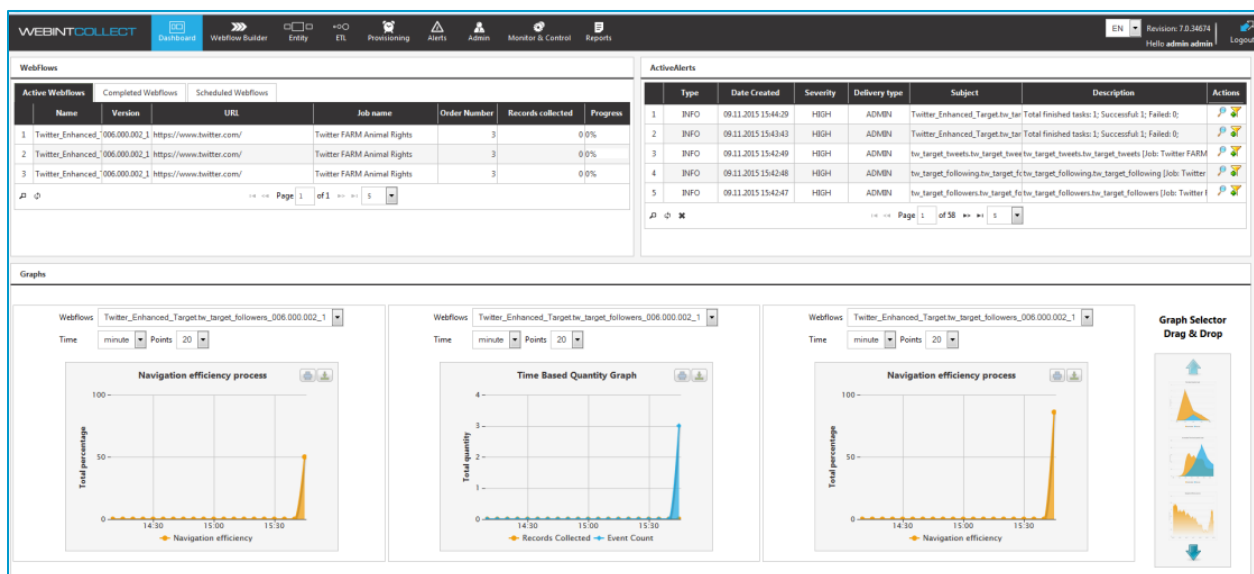 WEBINTCOLLECT
Dashboard Webflow Builder Entity ETL Provisioning Alerts Admin Monitor & Control Reports
EN Revision: 7.0.34674
Hello admin admin Logout
WebFlows
Active Webflows Completed Webflows Scheduled Webflows
Name Version URL Job name Order Number Records collected Progress
1 Twitter_Enhanced_ 006.000.002_1 https://www.twitter.com/ Twitter FARM Animal Rights 3 0 0%
2 Twitter_Enhanced_ 006.000.002_1 https://www.twitter.com/ Twitter FARM Animal Rights 3 0 0%
3 Twitter_Enhanced_ 006.000.002_1 https://www.twitter.com/ Twitter FARM Animal Rights 3 0 0%
Page 1 of 1 5
ActiveAlerts
Type Date Created Severity Delivery type Subject Description Actions
1 INFO 09.11.2015 15:44:29 HIGH ADMIN Twitter_Enhanced_Target.tw_tar Total finished tasks: 1; Successful: 1; Failed: 0;
2 INFO 09.11.2015 15:43:43 HIGH ADMIN Twitter_Enhanced_Target.tw_tar Total finished tasks: 1; Successful: 1; Failed: 0;
3 INFO 09.11.2015 15:42:49 HIGH ADMIN tw_target_tweets.tw_target_twee tw_target_tweets.tw_target_tweets [Job: Twitter FARM
4 INFO 09.11.2015 15:42:48 HIGH ADMIN tw_target_following.tw_target_fo tw_target_following.tw_target_following [Job: Twitter
5 INFO 09.11.2015 15:42:47 HIGH ADMIN tw_target_followers.tw_target_fo tw_target_followers.tw_target_followers [Job: Twitter F
Page 1 of 58 5
Graphs
Webflows Twitter_Enhanced_Target.tw_target_followers_006.000.002_1
Time minute Points 20
Navigation efficiency process
Total percentage
100
50
0
14:30 15:00 15:30
Navigation efficiency
Webflows Twitter_Enhanced_Target.tw_target_followers_006.000.002_1
Time minute Points 20
Time Based Quantity Graph
Total quantity
4
3
2
1
0
14:30 15:00 15:30
Records Collected Event Count
Webflows Twitter_Enhanced_Target.tw_target_followers_006.000.002_1
Time minute Points 20
Navigation efficiency process
Total percentage
100
50
0
14:30 15:00 15:30
Navigation efficiency
Graph Selector
Drag & Drop